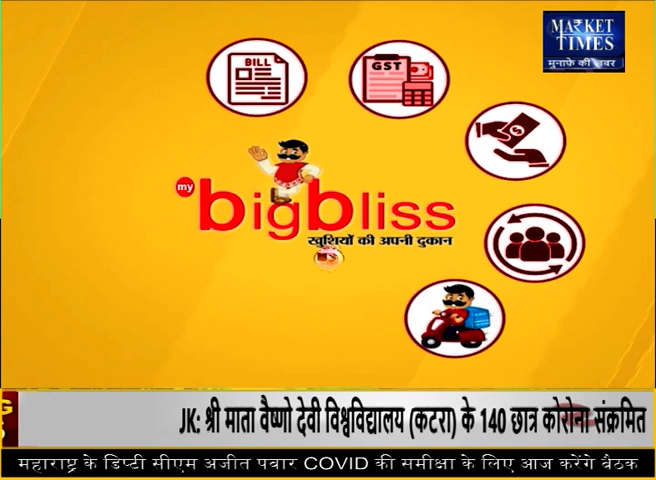 MARKET
TIMES
मुनाफे की खबर
BILL
GST
my
bigbliss
खुशियों की अपनी दुकान
JK: श्री माता वैष्णो देवी विश्वविद्यालय (कटरा) के 140 छात्र कोरोना संक्रमित
महाराष्ट्र के डिप्टी सीएम अजीत पवार COVID की समीक्षा के लिए आज करेंगे बैठक